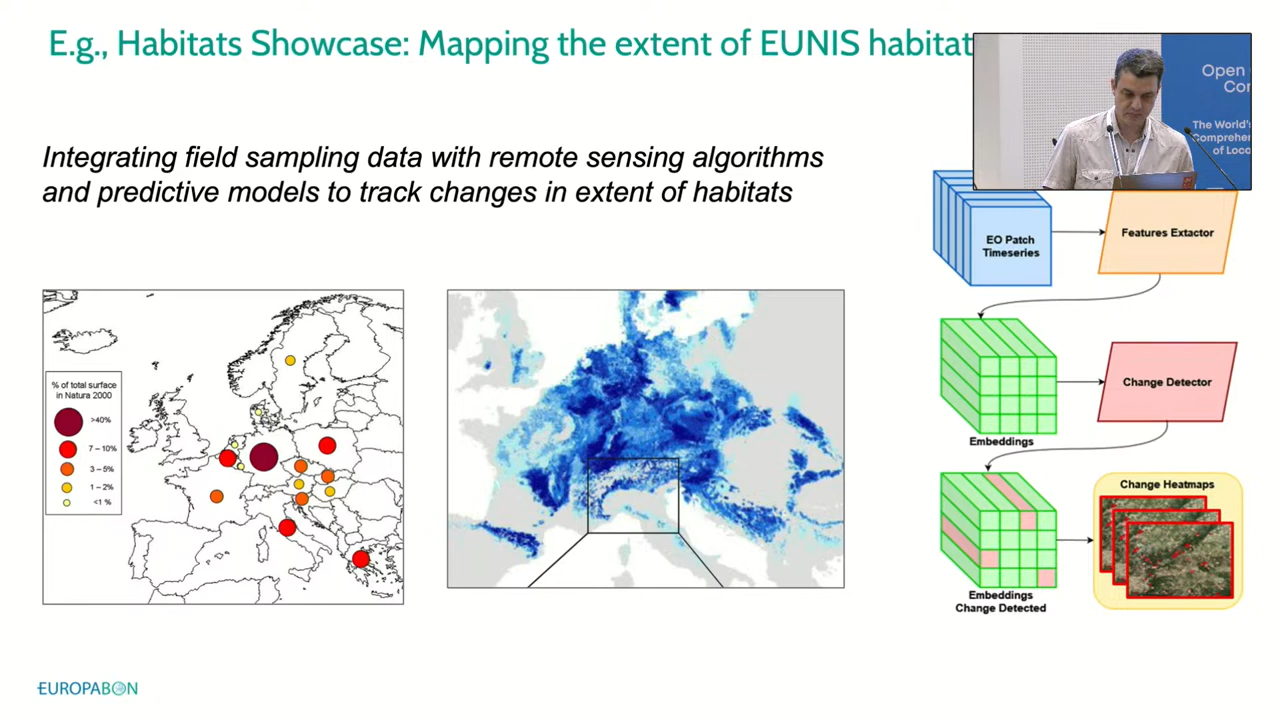 E.g., Habitats Showcase: Mapping the extent of EUNIS habitat
Open
Con
The World's
Comprehen
of Loco
Integrating field sampling data with remote sensing algorithms
and predictive models to track changes in extent of habitats
EO Patch
Timeseries
Features Extactor
% of total surface
in Natura 2000
>40%
7 – 10%
3 – 5%
1 – 2%
<1 %
Change Detector
Embeddings
Change Heatmaps
Embeddings
Change Detected
EUROPABON